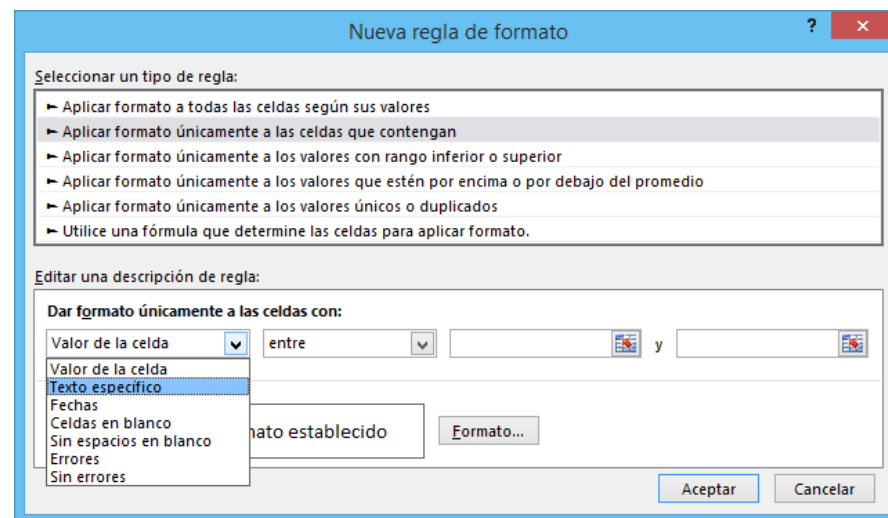 Nueva regla de formato
?
Seleccionar un tipo de regla:
► Aplicar formato a todas las celdas según sus valores
► Aplicar formato únicamente a las celdas que contengan
► Aplicar formato únicamente a los valores con rango inferior o superior
► Aplicar formato únicamente a los valores que estén por encima o por debajo del promedio
► Aplicar formato únicamente a los valores únicos o duplicados
► Utilice una fórmula que determine las celdas para aplicar formato.
Editar una descripción de regla:
Dar formato únicamente a las celdas con:
Valor de la celda entre y
Valor de la celda
Texto específico
Fechas
Celdas en blanco
Sin espacios en blanco
Errores
Sin errores
establecido Formato...
Aceptar Cancelar